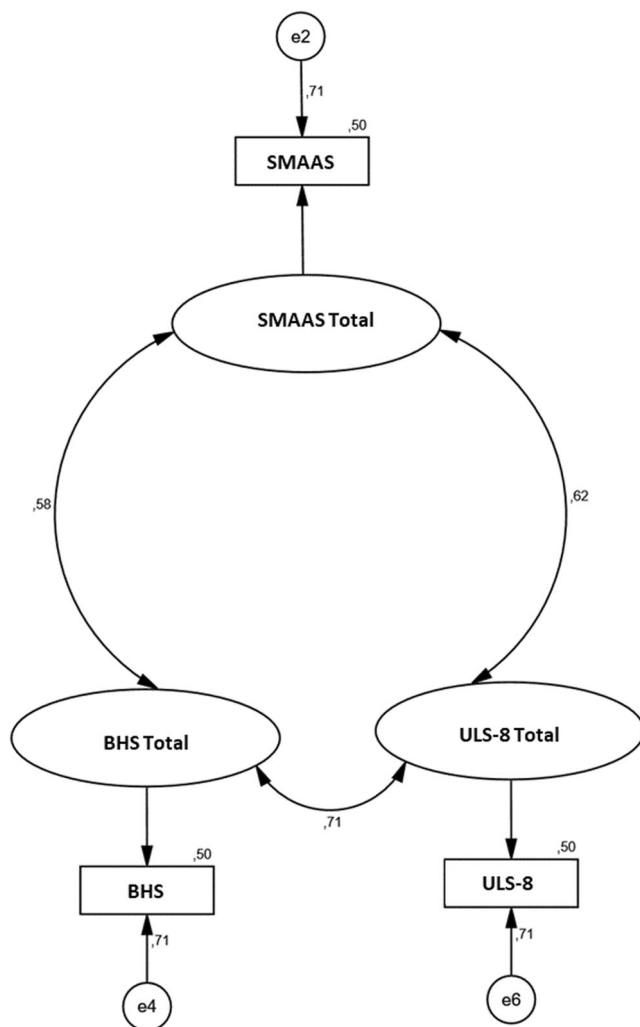 e2
,71
,50
SMAAS
SMAAS Total
,58
,62
BHS Total
ULS-8 Total
,71
,50
BHS
,50
ULS-8
,71
,71
e4
e6